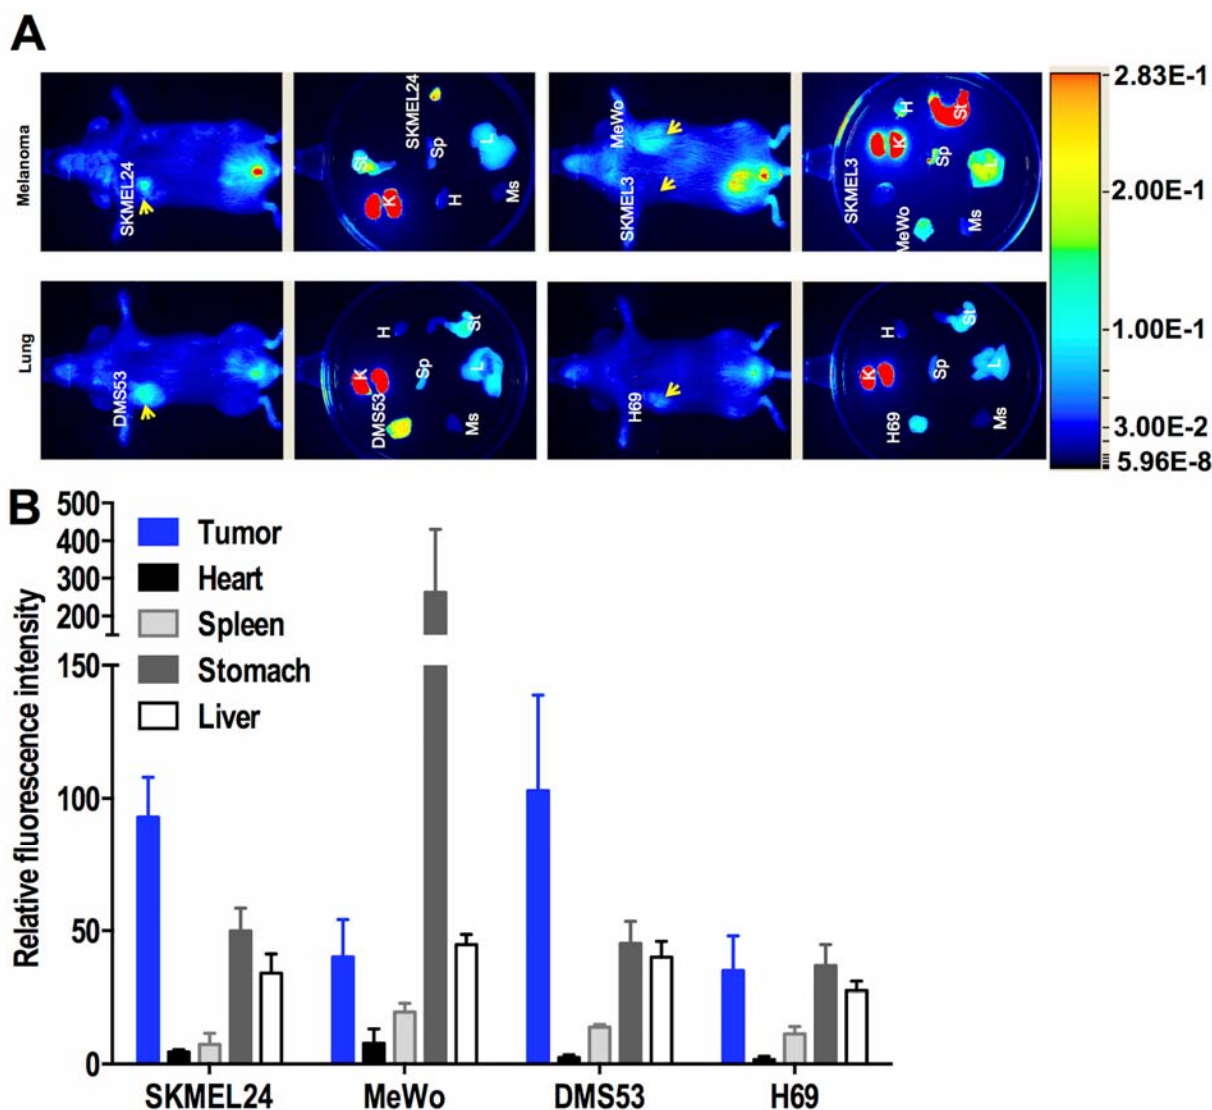 A
Melanoma
SKMEL24
SKMEL24
St
Sp
L
K
H
Ms
MeWo
SKMEL3
H
St
K
Sp
L
SKMEL3
MeWo
Ms
2.83E-1
2.00E-1
1.00E-1
3.00E-2
5.96E-8
Lung
DMS53
H
St
K
Sp
L
DMS53
Ms
H69
H
St
K
Sp
L
H69
Ms
B
Relative fluorescence intensity
500
400
300
200
150
100
50
0
Tumor
Heart
Spleen
Stomach
Liver
SKMEL24
MeWo
DMS53
H69